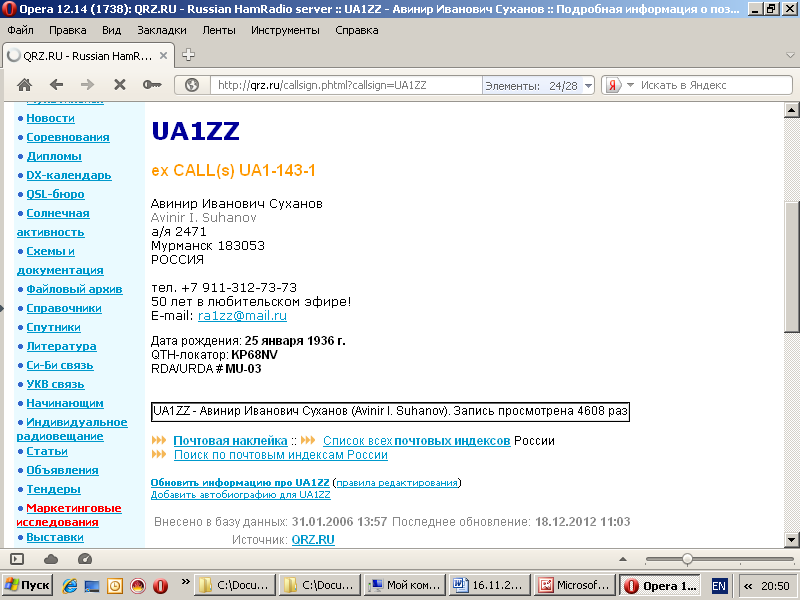 Opera 12.14 (1738): QRZ.RU - Russian HamRadio server :: UA1ZZ - Авинир Иванович Суханов :: Подробная информация о поз...
Файл Правка Вид Закладки Ленты Инструменты Справка
QRZ.RU - Russian HamR...
http://qrz.ru/callsign.phtml?callsign=UA1ZZ Элементы: 24/28 Искать в Яндекс
Новости
Соревнования
Дипломы
DX-календарь
QSL-бюро
Солнечная
активность
Схемы и
документация
Файловый архив
Справочники
Спутники
Литература
Си-Би связь
УКВ связь
Начинающим
Индивидуальное
радиовещание
Статьи
Объявления
Тендеры
Маркетинговые
исследования
Выставки
UA1ZZ
ex CALL(s) UA1-143-1
Авинир Иванович Суханов
Avinir I. Suhanov
а/я 2471
Мурманск 183053
РОССИЯ
тел. +7 911-312-73-73
50 лет в любительском эфире!
E-mail: ra1zz@mail.ru
Дата рождения: 25 января 1936 г.
QTH-локатор: KP68NV
RDA/URDA # MU-03
UA1ZZ - Авинир Иванович Суханов (Avinir I. Suhanov). Запись просмотрена 4608 раз
Почтовая наклейка :: Список всех почтовых индексов России
Поиск по почтовым индексам России
Обновить информацию про UA1ZZ (правила редактирования)
Добавить автобиографию для UA1ZZ
Внесено в базу данных: 31.01.2006 13:57 Последнее обновление: 18.12.2012 11:03
Источник: QRZ.RU
Пуск » C:\Docu... C:\Docu... Мой ком... 16.11.2... Microsof... Opera 1... EN « 20:50